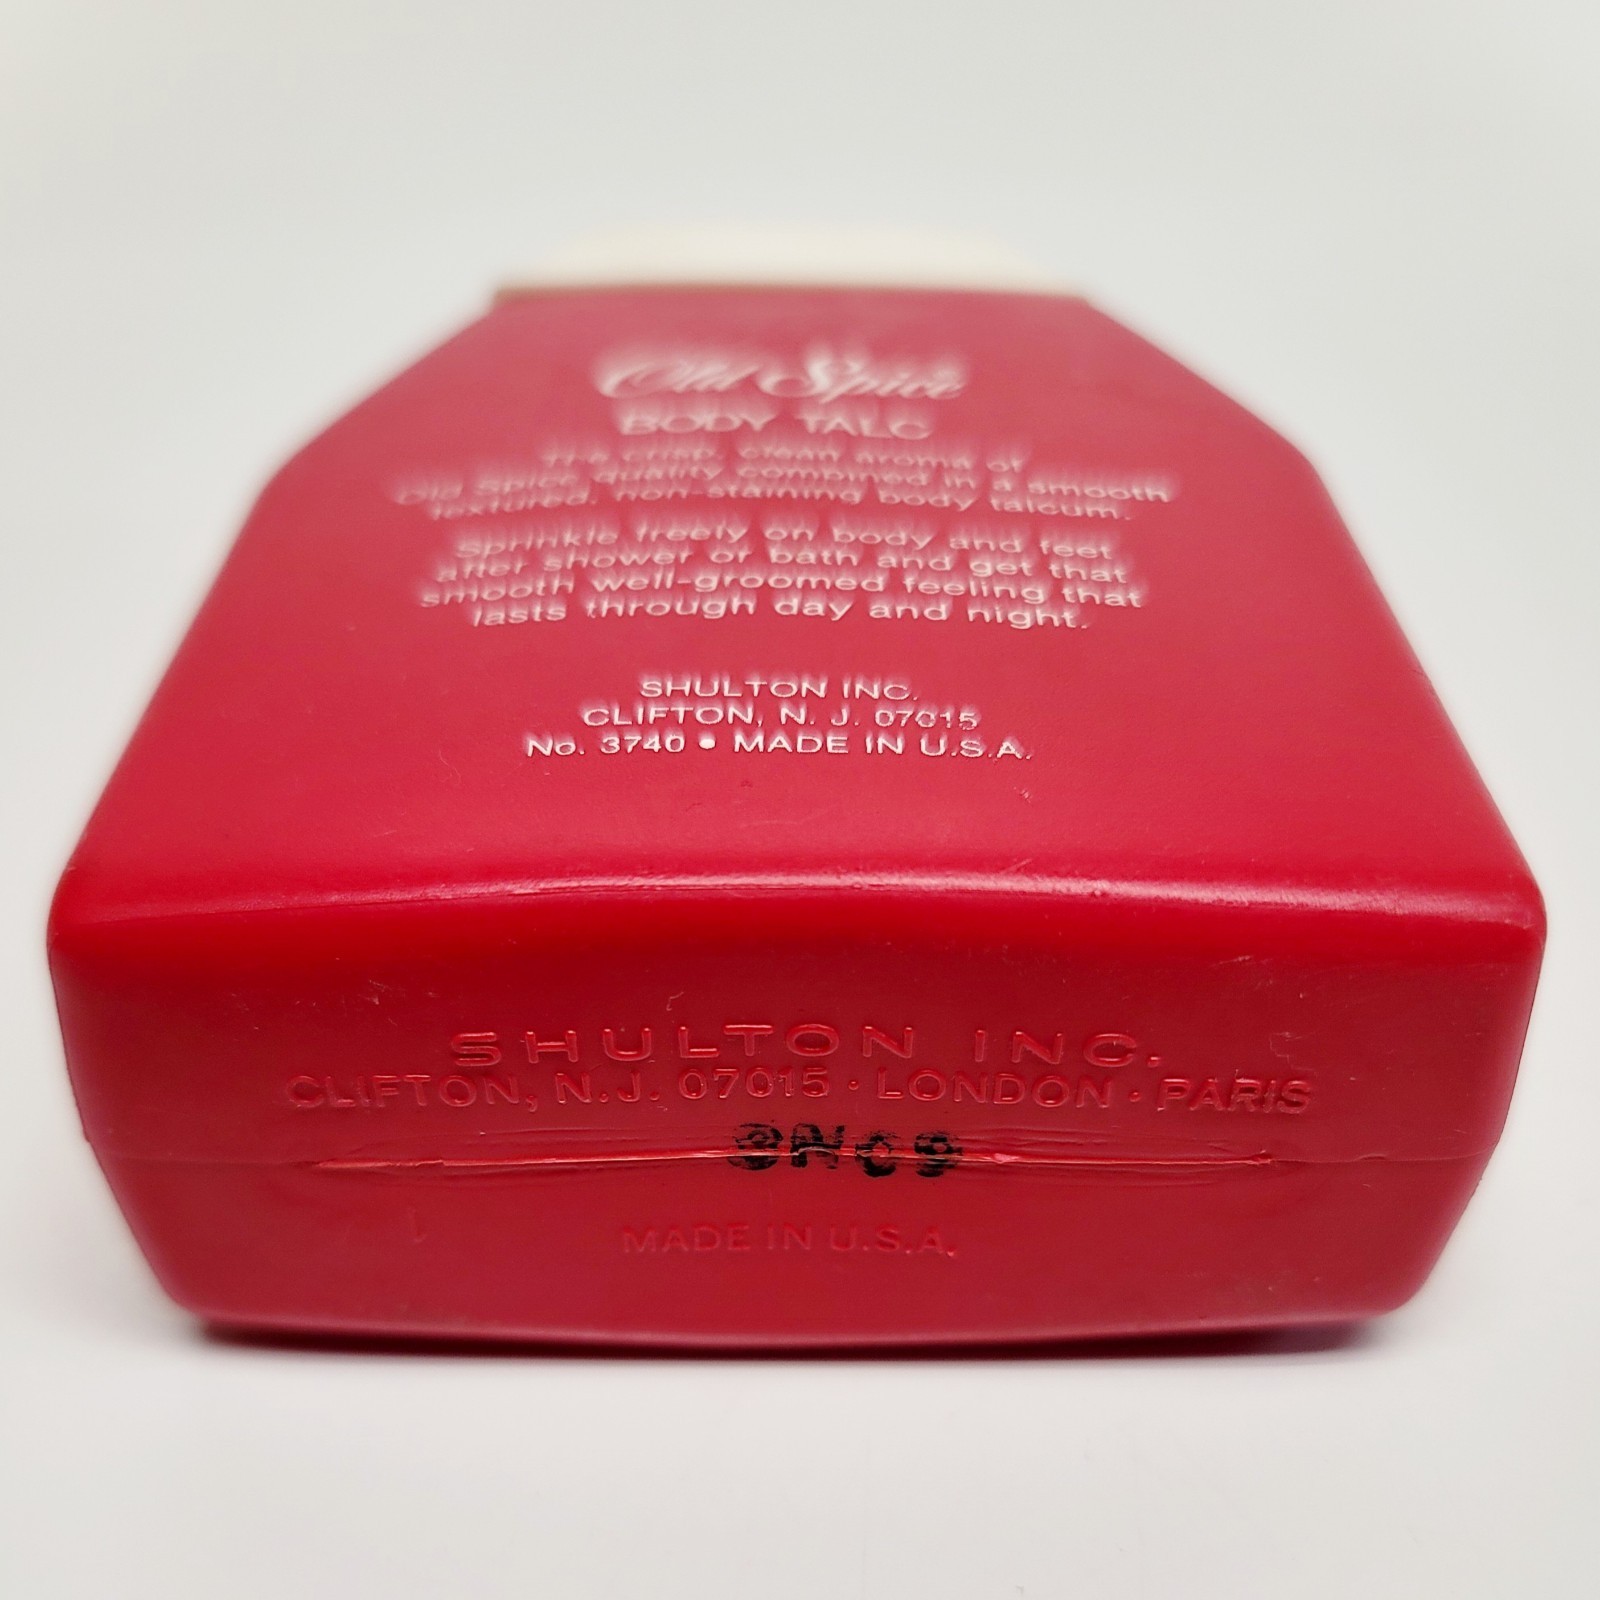 Old Spice
BODY TALC
The crisp, clean aroma of
Old Spice quality combined in a smooth
textured, non-staining body talcum.
Sprinkle freely on body and feet
after shower or bath and get that
smooth well-groomed feeling that
lasts through day and night.
SHULTON INC.
CLIFTON, N. J. 07015
No. 3740 • MADE IN U.S.A.
SHULTON INC.
CLIFTON, N.J. 07015 · LONDON · PARIS
MADE IN U.S.A.